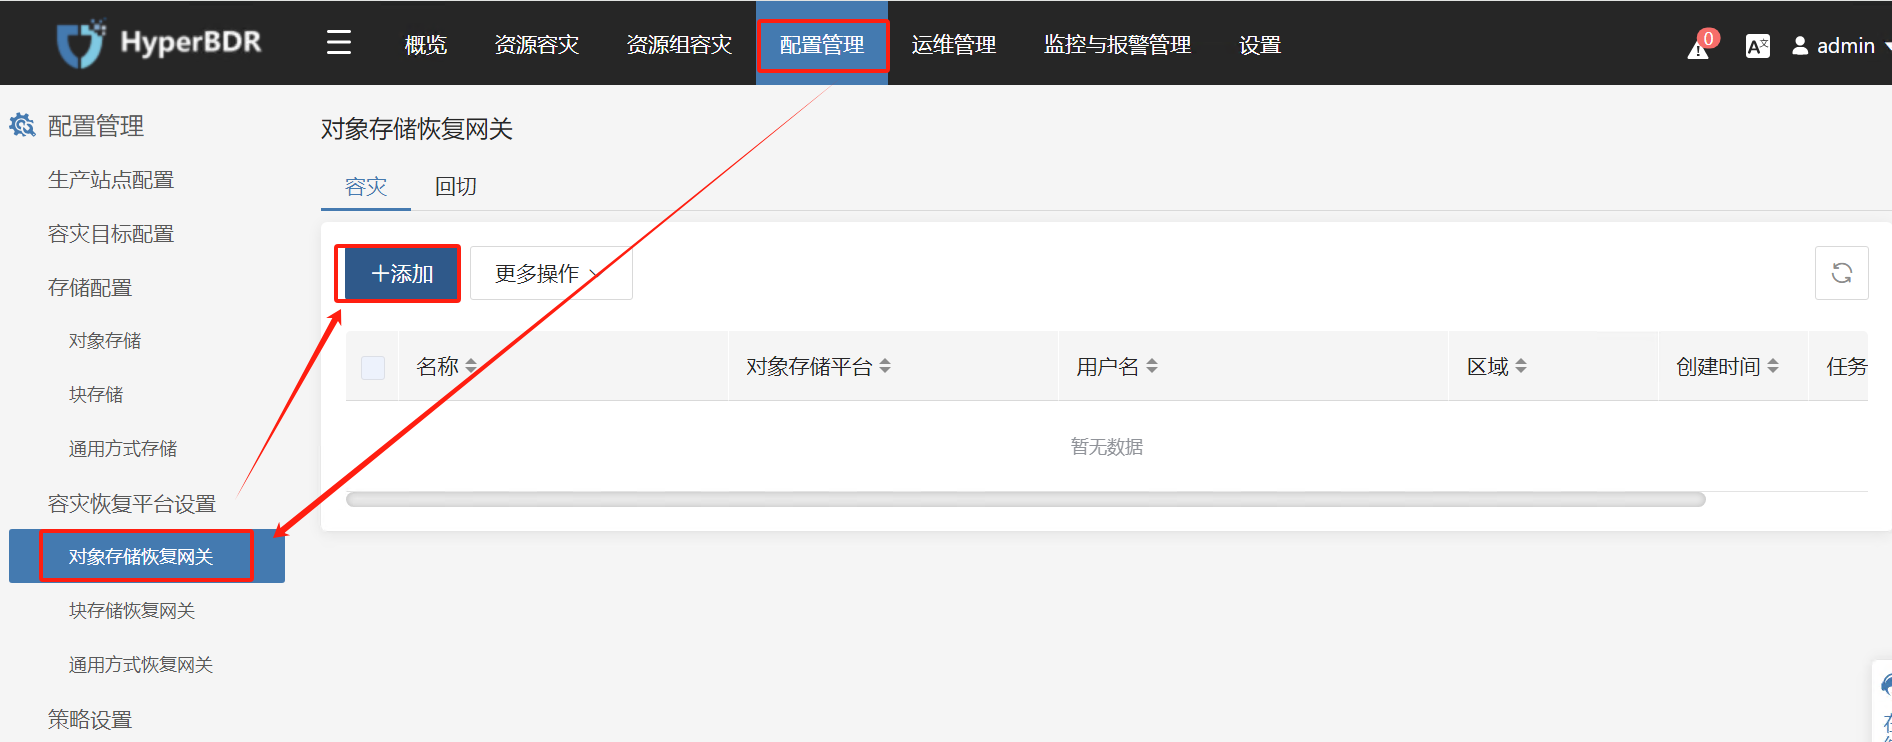 HyperBDR
概览 资源容灾 资源组容灾 配置管理 运维管理 监控与报警管理 设置
0
A文
admin
配置管理
生产站点配置
容灾目标配置
存储配置
对象存储
块存储
通用方式存储
容灾恢复平台设置
对象存储恢复网关
块存储恢复网关
通用方式恢复网关
策略设置
对象存储恢复网关
容灾 回切
+添加 更多操作
名称 对象存储平台 用户名 区域 创建时间 任务
暂无数据